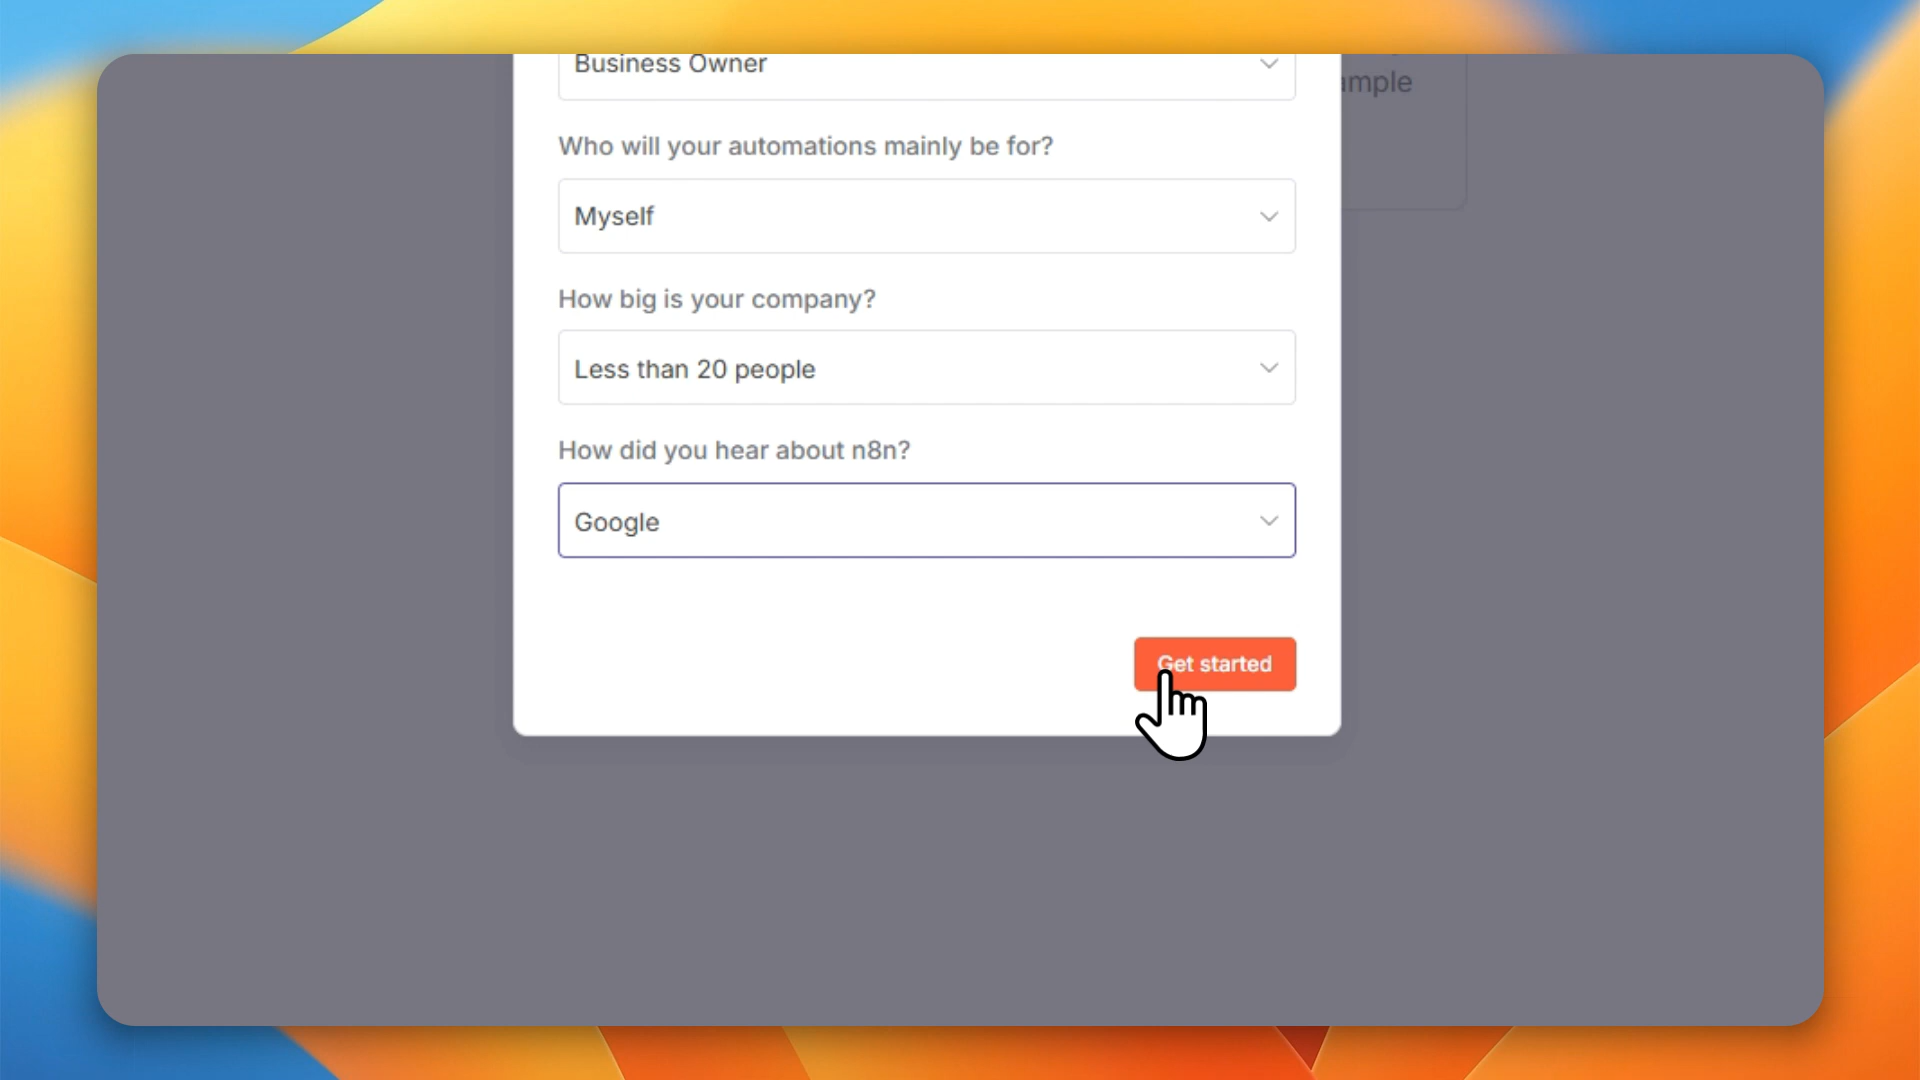 Business Owner
Who will your automations mainly be for?
Myself
How big is your company?
Less than 20 people
How did you hear about n8n?
Google
Get started